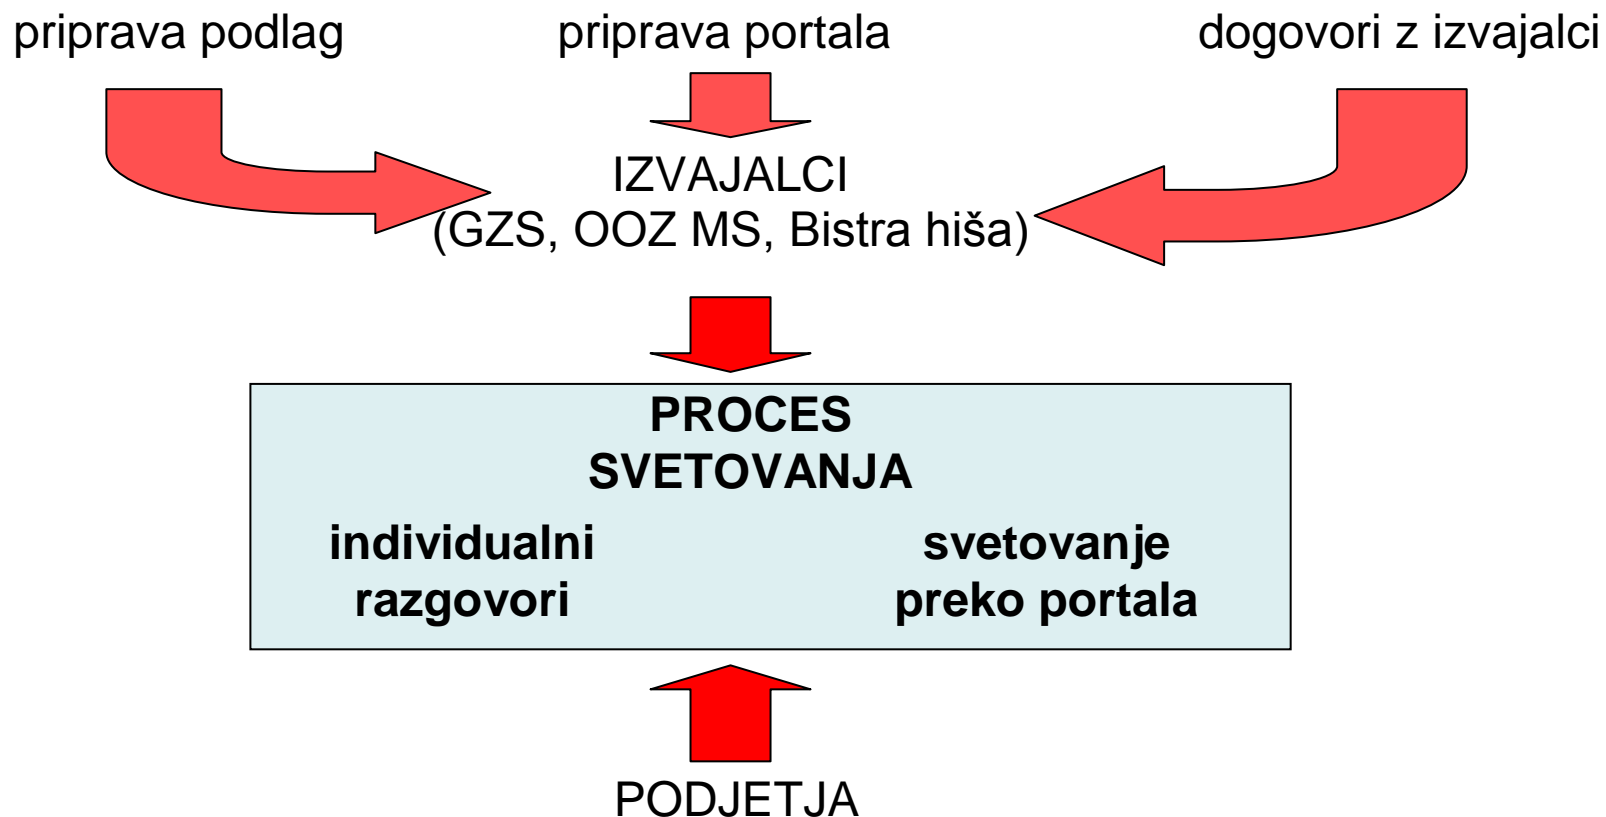 priprava podlag
priprava portala
dogovori z izvajalci
IZVAJALCI
(GZS, OOZ MS, Bistra hiša)
PROCES
SVETOVANJA
individualni
razgovori
svetovanje
preko portala
PODJETJA